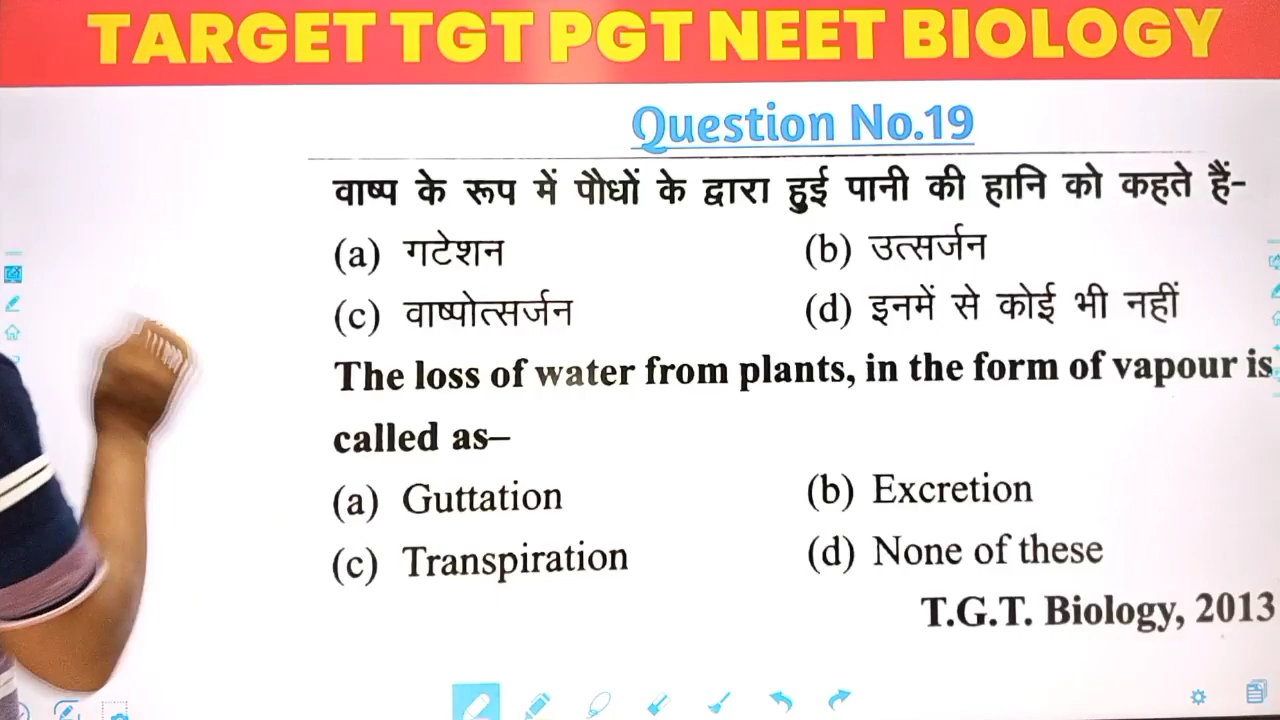 TARGET TGT PGT NEET BIOLOGY
Question No.19
वाष्प के रूप में पौधों के द्वारा हुई पानी की हानि को कहते हैं-
(a) गटेशन (b) उत्सर्जन
(c) वाष्पोत्सर्जन (d) इनमें से कोई भी नहीं
The loss of water from plants, in the form of vapour is
called as–
(a) Guttation (b) Excretion
(c) Transpiration (d) None of these
T.G.T. Biology, 2013